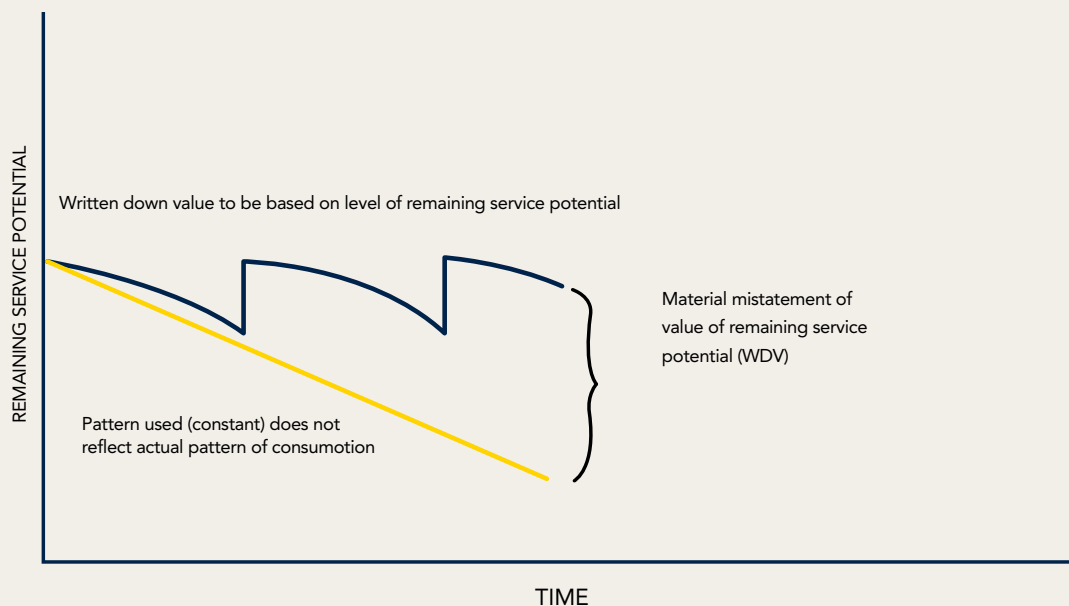 REMAINING SERVICE POTENTIAL
Written down value to be based on level of remaining service potential
Material mistatement of
value of remaining service
potential (WDV)
Pattern used (constant) does not
reflect actual pattern of consumotion
TIME